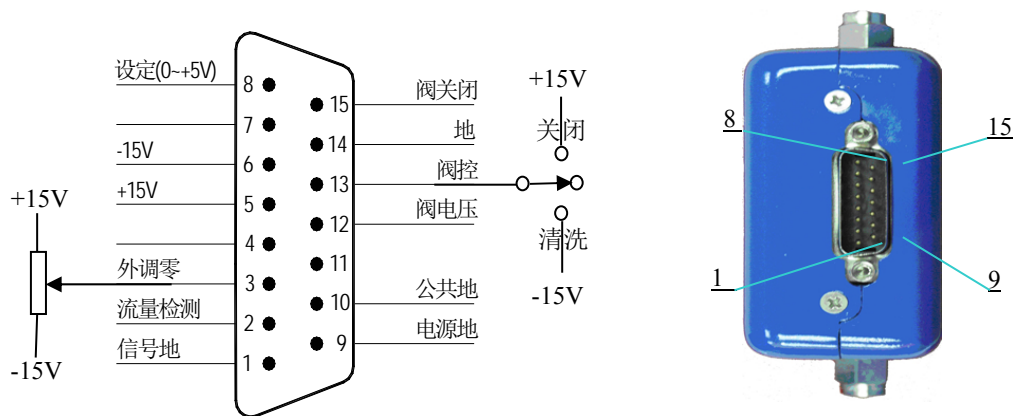 设定(0~+5V)
8
7
-15V
6
+15V
5
4
外调零
3
流量检测
2
信号地
1
+15V
-15V
15
阀关闭
14
地
13
阀控
12
阀电压
11
10
公共地
9
电源地
+15V
关闭
清洗
-15V
8
15
1
9